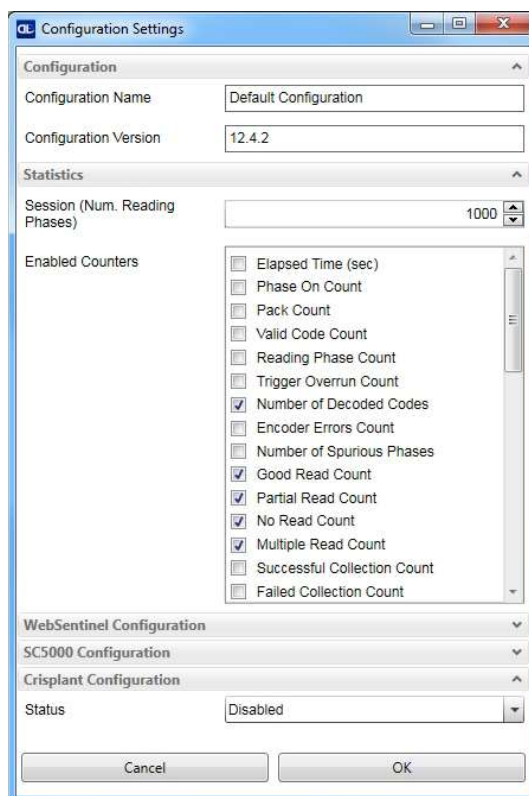 DL Configuration Settings
Configuration
Configuration Name Default Configuration
Configuration Version 12.4.2
Statistics
Session (Num. Reading Phases) 1000
Enabled Counters
Elapsed Time (sec)
Phase On Count
Pack Count
Valid Code Count
Reading Phase Count
Trigger Overrun Count
Number of Decoded Codes
Encoder Errors Count
Number of Spurious Phases
Good Read Count
Partial Read Count
No Read Count
Multiple Read Count
Successful Collection Count
Failed Collection Count
WebSentinel Configuration
SC5000 Configuration
Crisplant Configuration
Status Disabled
Cancel OK